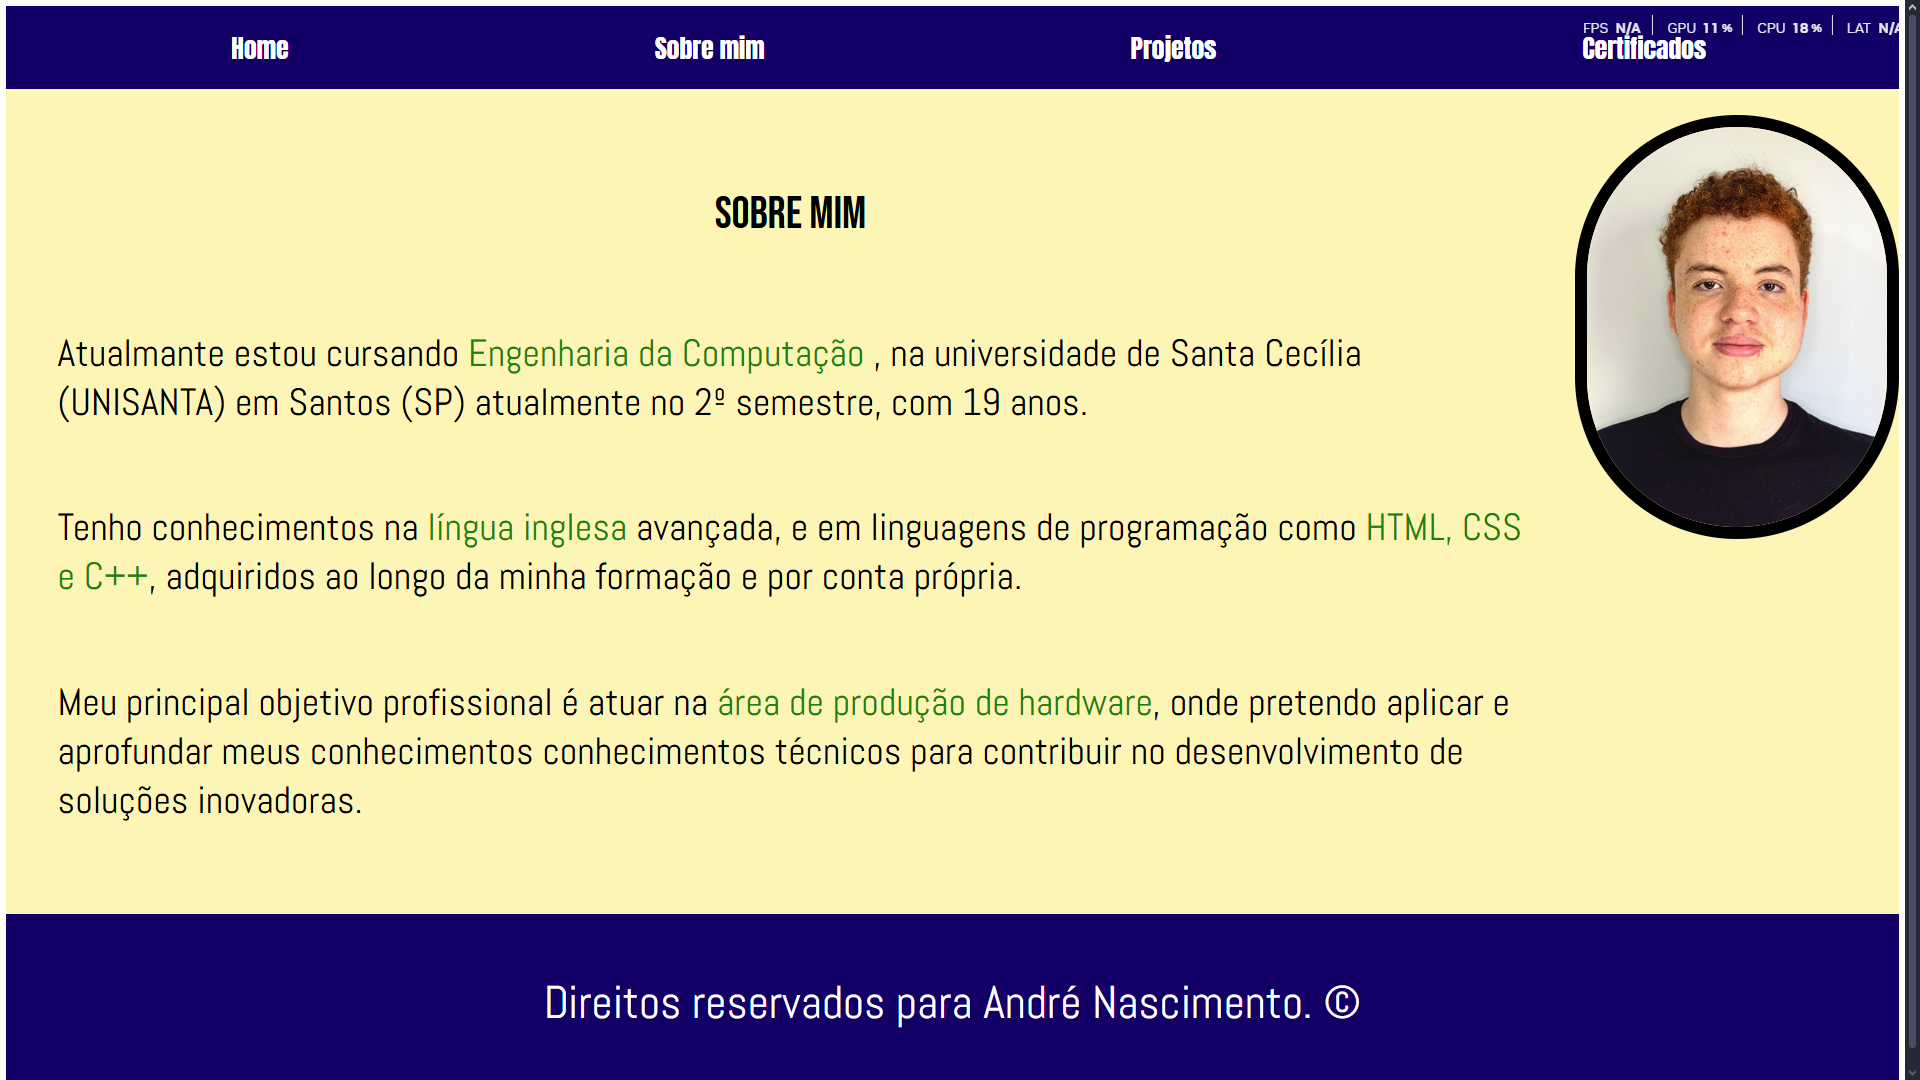 FPS N/A GPU 11 % CPU 18 % LAT N/A
Home Sobre mim Projetos Certificados
SOBRE MIM
Atualmante estou cursando Engenharia da Computação , na universidade de Santa Cecília
(UNISANTA) em Santos (SP) atualmente no 2º semestre, com 19 anos.
Tenho conhecimentos na língua inglesa avançada, e em linguagens de programação como HTML, CSS
e C++, adquiridos ao longo da minha formação e por conta própria.
Meu principal objetivo profissional é atuar na área de produção de hardware, onde pretendo aplicar e
aprofundar meus conhecimentos conhecimentos técnicos para contribuir no desenvolvimento de
soluções inovadoras.
Direitos reservados para André Nascimento. ©